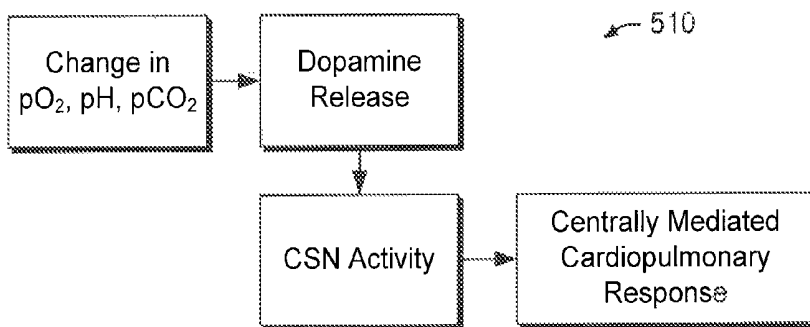 510
Change in
pO₂, pH, pCO₂
Dopamine
Release
CSN Activity
Centrally Mediated
Cardiopulmonary
Response